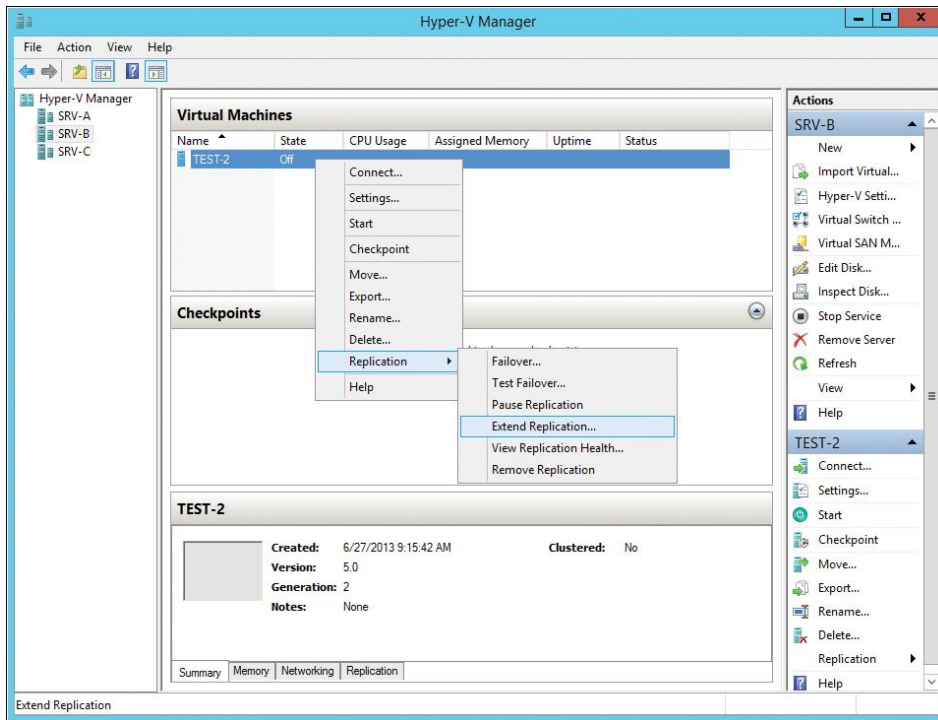 Hyper-V Manager
File Action View Help
Hyper-V Manager
SRV-A
SRV-B
SRV-C
Virtual Machines
Name State CPU Usage Assigned Memory Uptime Status
TEST-2 Off
Connect...
Settings...
Start
Checkpoint
Move...
Export...
Rename...
Delete...
Replication
Help
Failover...
Test Failover...
Pause Replication
Extend Replication...
View Replication Health...
Remove Replication
Checkpoints
TEST-2
Created: 6/27/2013 9:15:42 AM Clustered: No
Version: 5.0
Generation: 2
Notes: None
Summary Memory Networking Replication
Actions
SRV-B
New
Import Virtual...
Hyper-V Setti...
Virtual Switch ...
Virtual SAN M...
Edit Disk...
Inspect Disk...
Stop Service
Remove Server
Refresh
View
Help
TEST-2
Connect...
Settings...
Start
Checkpoint
Move...
Export...
Rename...
Delete...
Replication
Help
Extend Replication